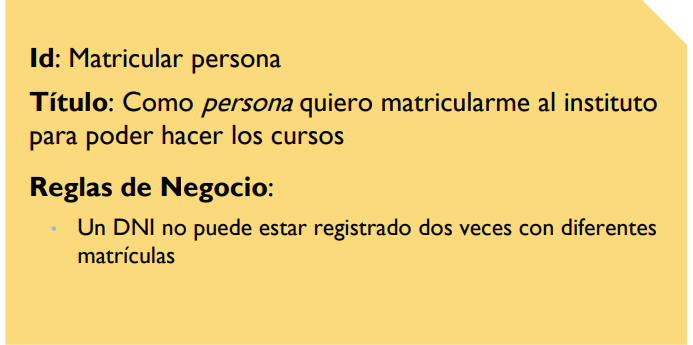 Id: Matricular persona
Título: Como persona quiero matricularme al instituto
para poder hacer los cursos
Reglas de Negocio:
• Un DNI no puede estar registrado dos veces con diferentes
matrículas